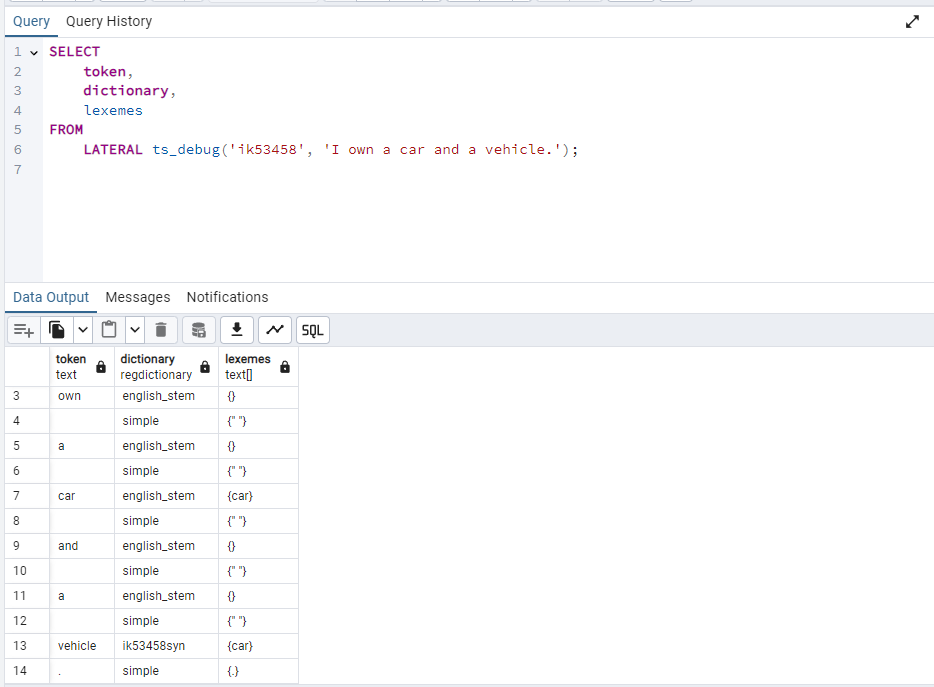 Query Query History
1 SELECT
2 token,
3 dictionary,
4 lexemes
5 FROM
6 LATERAL ts_debug('ik53458', 'I own a car and a vehicle.');
7
Data Output Messages Notifications
SQL
token dictionary lexemes
text regdictionary text[]
3 own english_stem {}
4 simple {" "}
5 a english_stem {}
6 simple {" "}
7 car english_stem {car}
8 simple {" "}
9 and english_stem {}
10 simple {" "}
11 a english_stem {}
12 simple {" "}
13 vehicle ik53458syn {car}
14 . simple {.}